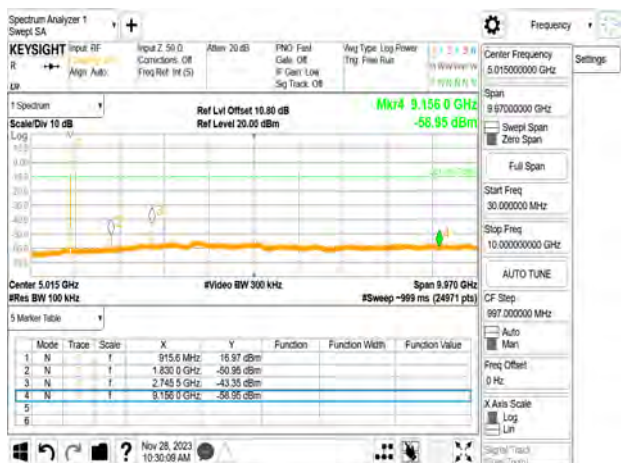 Spectrum Analyzer 1
Swept SA
+
Frequency
KEYSIGHT
R
Input: RF
Align: Auto
Input Z: 50 Ω
Corrections: Off
Freq Ref: Int (S)
Atten: 20 dB
PNO: Fast
Gate: Off
IF Gain: Low
Sig Track: Off
Avg Type: Log-Power
Trig: Free Run
Center Frequency
5.015000000 GHz
Settings
Span
9.97000000 GHz
Swept Span
Zero Span
Full Span
Start Freq
30.000000 MHz
Stop Freq
10.000000000 GHz
AUTO TUNE
CF Step
997.000000 MHz
Auto
Man
Freq Offset
0 Hz
X Axis Scale
Log
Lin
Signal Track
1 Spectrum
Scale/Div 10 dB
Log
Ref Lvl Offset 10.80 dB
Ref Level 20.00 dBm
Mkr4 9.156 0 GHz
-58.95 dBm
Center 5.015 GHz
#Res BW 100 kHz
#Video BW 300 kHz
Span 9.970 GHz
#Sweep ~999 ms (24971 pts)
5 Marker Table
Mode Trace Scale X Y Function Function Width Function Value
1 N f 915.6 MHz 16.97 dBm
2 N f 1.830 0 GHz -50.95 dBm
3 N f 2.745 5 GHz -43.35 dBm
4 N f 9.156 0 GHz -58.95 dBm
5
6
?
Nov 28, 2023
10:30:09 AM